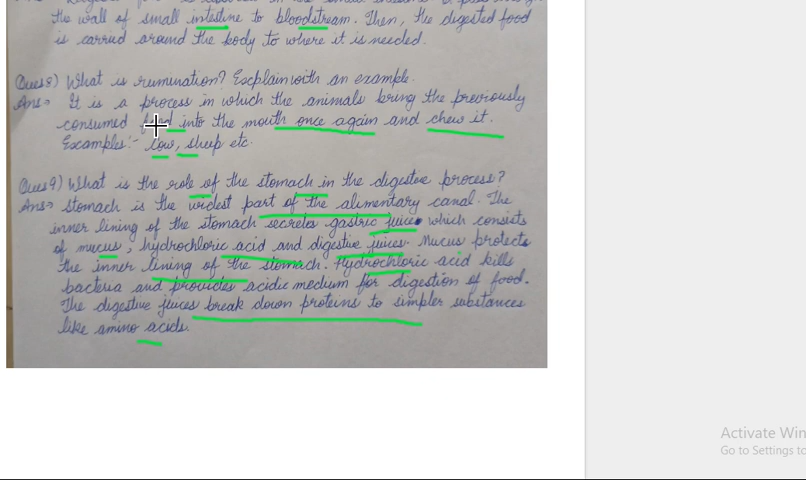 the wall of small intestine to bloodstream. Then, the digested food
is carried around the body to where it is needed.
Ques8) What is rumination? Explain with an example.
Ans⇒ It is a process in which the animals bring the previously
consumed food into the mouth once again and chew it.
Examples:- Cow, sheep etc.
Ques9) What is the role of the stomach in the digestive process?
Ans⇒ Stomach is the widest part of the alimentary canal. The
inner lining of the stomach secretes gastric juice which consists
of mucus, hydrochloric acid and digestive juices. Mucus protects
the inner lining of the stomach. Hydrochloric acid kills
bacteria and provides acidic medium for digestion of food.
The digestive juices break down proteins to simpler substances
like amino acids.
Activate Win
Go to Settings to